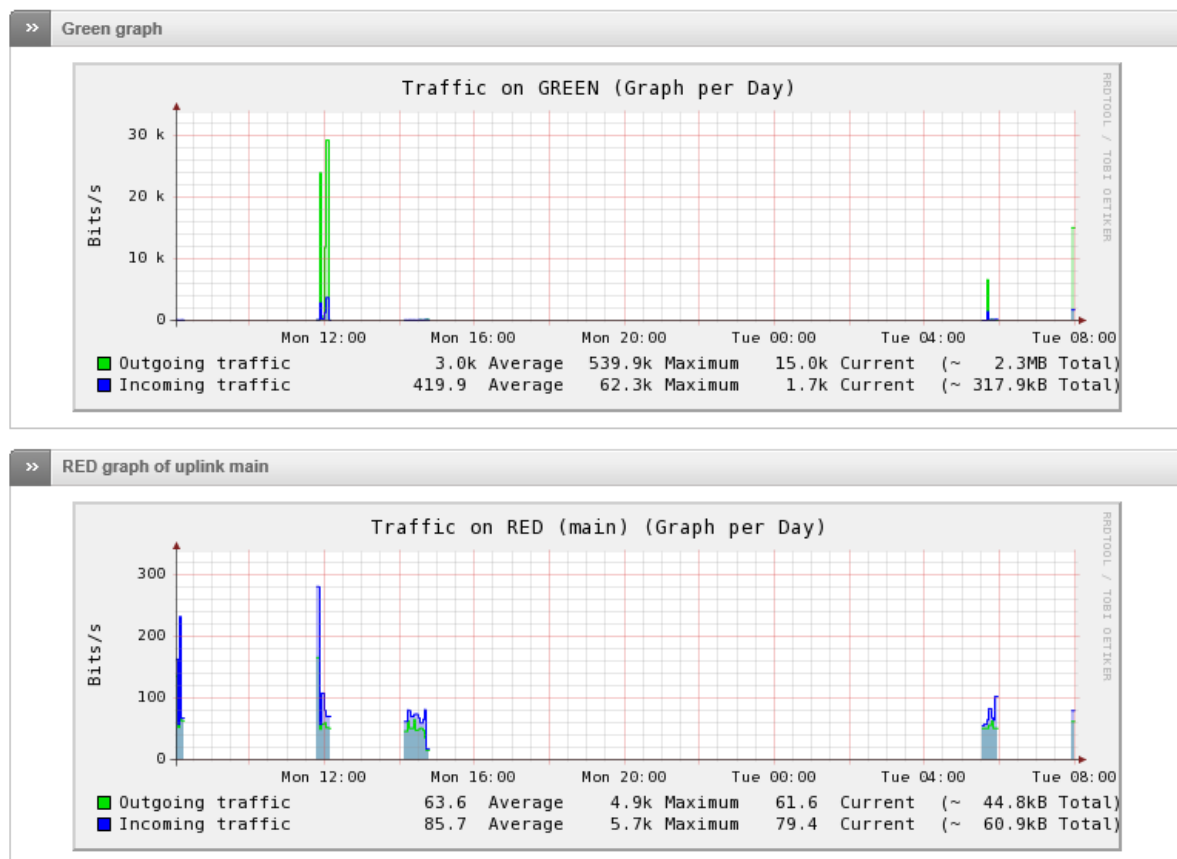 »
Green graph
Traffic on GREEN (Graph per Day)
RRDTOOL / TOBI OETIKER
Bits/s
30 k
20 k
10 k
0
Mon 12:00 Mon 16:00 Mon 20:00 Tue 00:00 Tue 04:00 Tue 08:00
Outgoing traffic 3.0k Average 539.9k Maximum 15.0k Current (~ 2.3MB Total)
Incoming traffic 419.9 Average 62.3k Maximum 1.7k Current (~ 317.9kB Total)
»
RED graph of uplink main
Traffic on RED (main) (Graph per Day)
RRDTOOL / TOBI OETIKER
Bits/s
300
200
100
0
Mon 12:00 Mon 16:00 Mon 20:00 Tue 00:00 Tue 04:00 Tue 08:00
Outgoing traffic 63.6 Average 4.9k Maximum 61.6 Current (~ 44.8kB Total)
Incoming traffic 85.7 Average 5.7k Maximum 79.4 Current (~ 60.9kB Total)